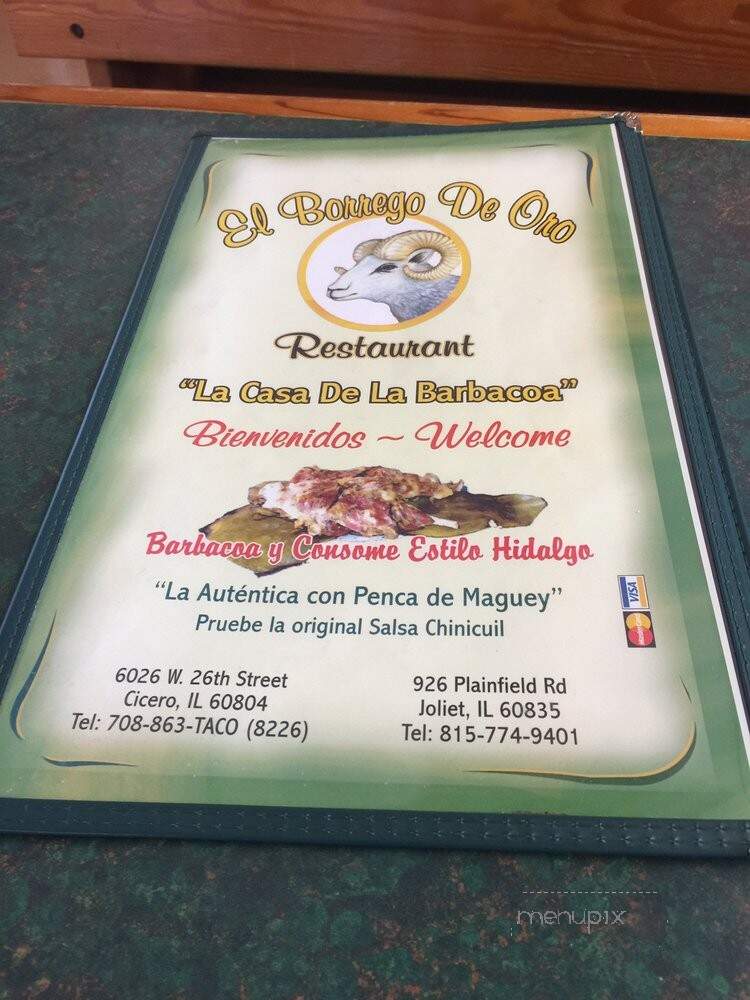 El Borrego De Oro
Restaurant
"La Casa De La Barbacoa"
Bienvenidos ~ Welcome
Barbacoa y Consome Estilo Hidalgo
"La Auténtica con Penca de Maguey"
Pruebe la original Salsa Chinicuil
VISA
MasterCard
6026 W. 26th Street
Cicero, IL 60804
Tel: 708-863-TACO (8226)
926 Plainfield Rd
Joliet, IL 60835
Tel: 815-774-9401
menupix